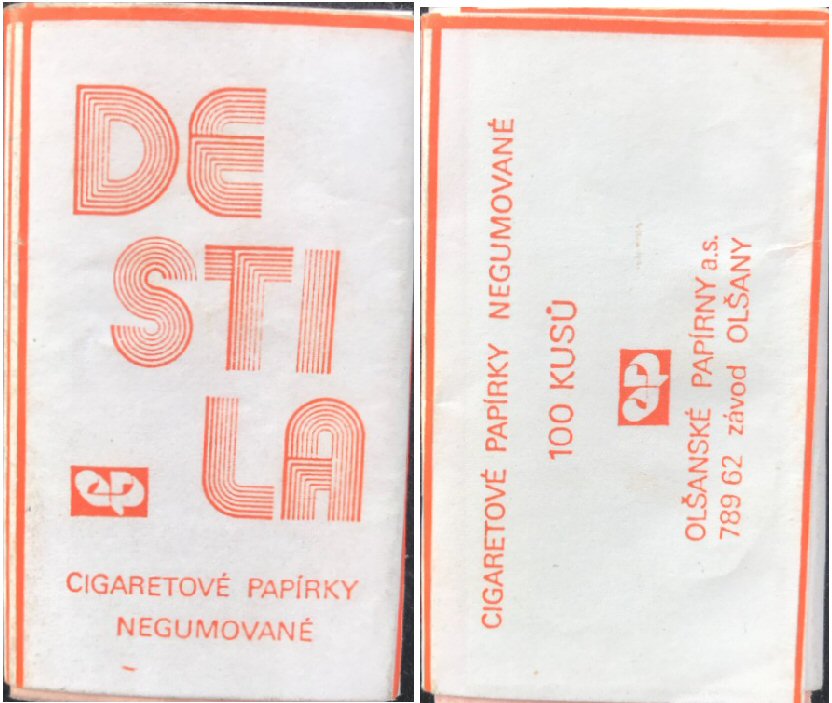 DE
STI
LA
CIGARETOVÉ PAPÍRKY
NEGUMOVANÉ
CIGARETOVÉ PAPÍRKY NEGUMOVANÉ
100 KUSŮ
OLŠANSKÉ PAPÍRNY a.s.
789 62 závod OLŠANY